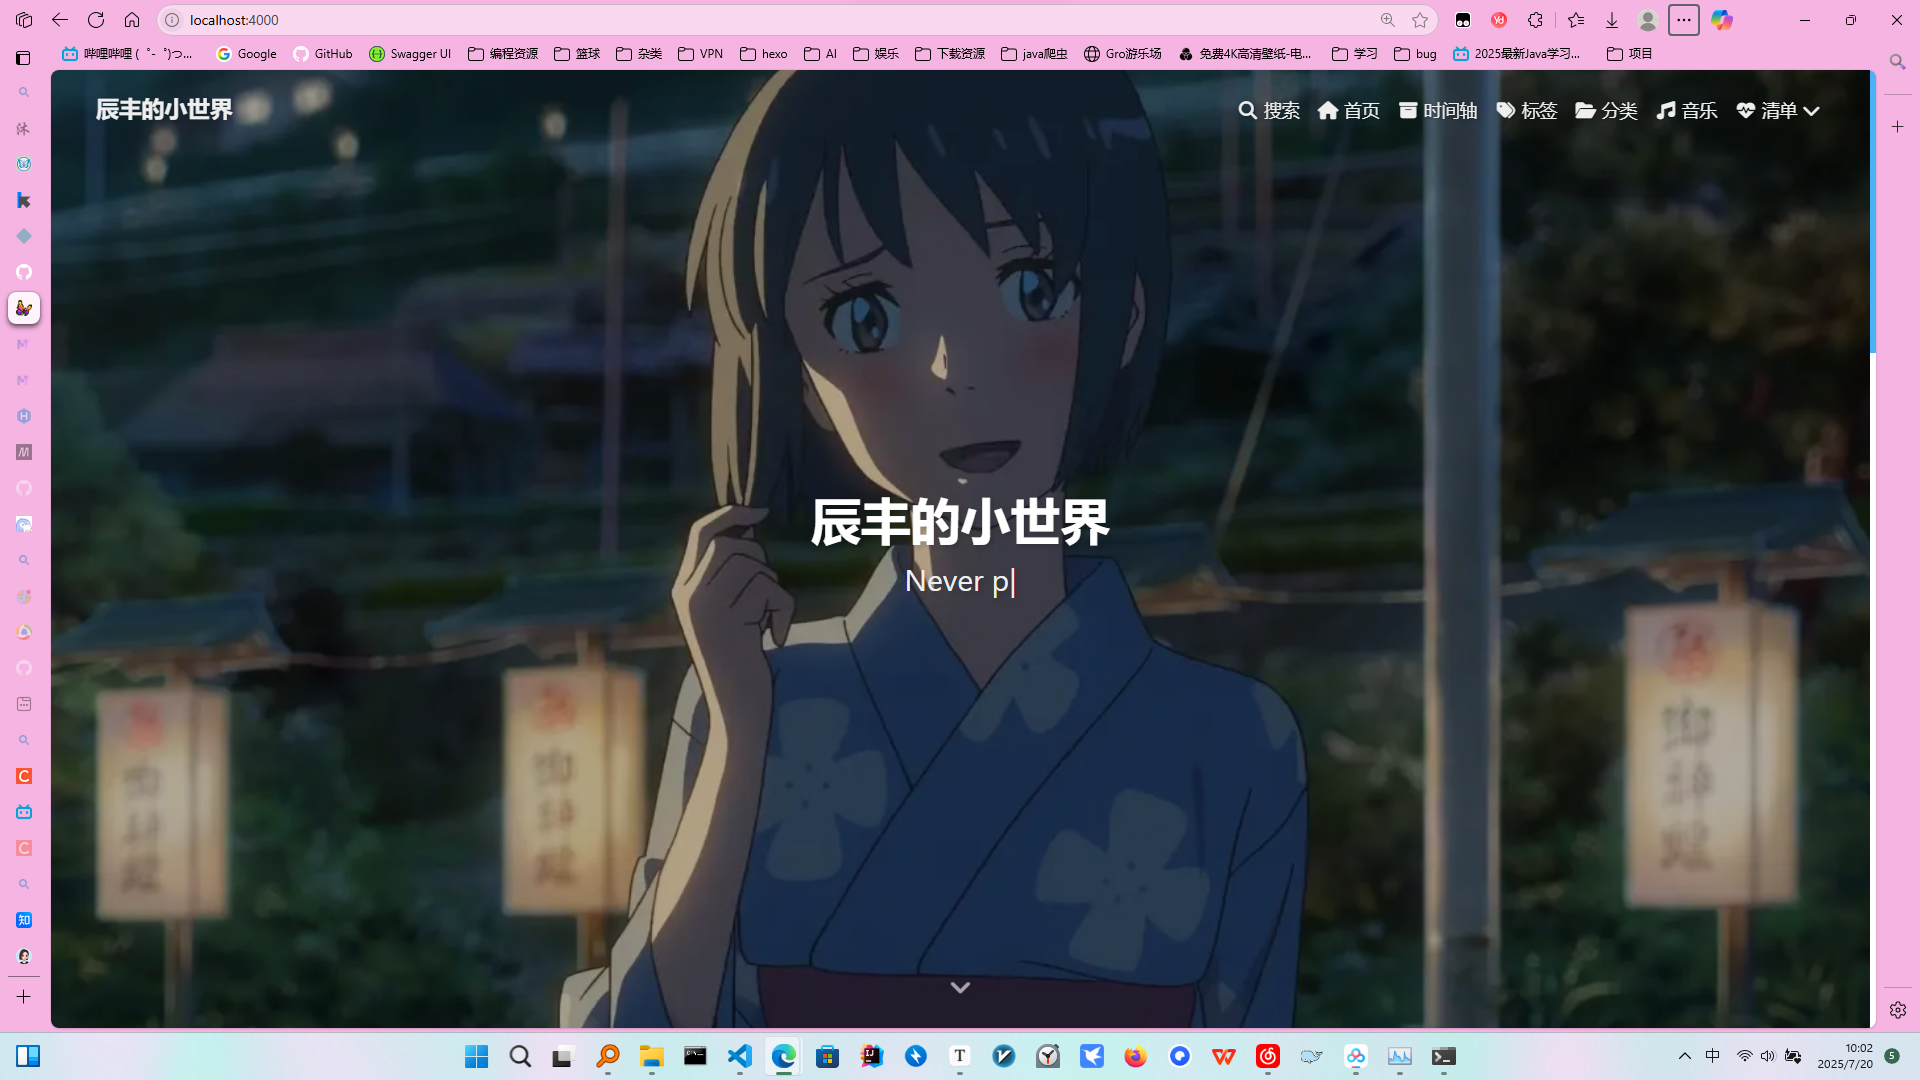 localhost:4000
哔哩哔哩 (゜-゜)つ...
Google
GitHub
Swagger UI
编程资源
篮球
杂类
VPN
hexo
AI
娱乐
下载资源
java爬虫
Gro游乐场
免费4K高清壁纸-电...
学习
bug
2025最新Java学习...
项目
辰丰的小世界
搜索
首页
时间轴
标签
分类
音乐
清单
辰丰的小世界
Never p
中
10:02
2025/7/20
5